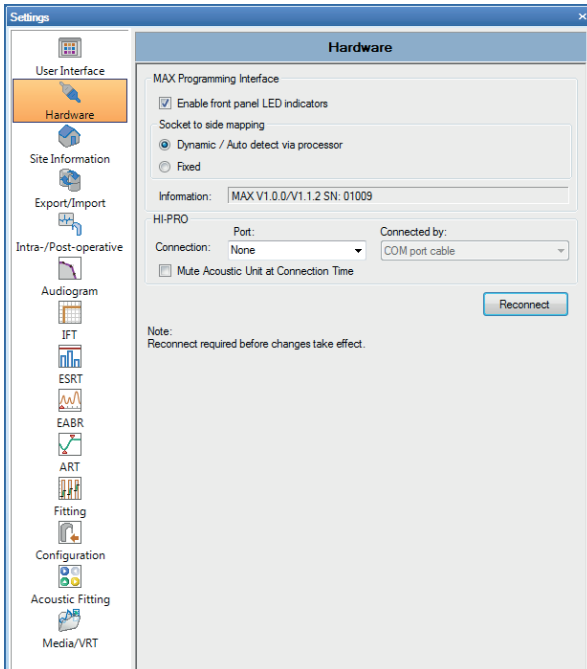 Settings
User Interface
Hardware
Site Information
Export/Import
Intra-/Post-operative
Audiogram
IFT
ESRT
EABR
ART
Fitting
Configuration
Acoustic Fitting
Media/VRT
Hardware
MAX Programming Interface
Enable front panel LED indicators
Socket to side mapping
Dynamic / Auto detect via processor
Fixed
Information: MAX V1.0.0/V1.1.2 SN: 01009
HI-PRO
Port: Connected by:
Connection: None COM port cable
Mute Acoustic Unit at Connection Time
Reconnect
Note:
Reconnect required before changes take effect.